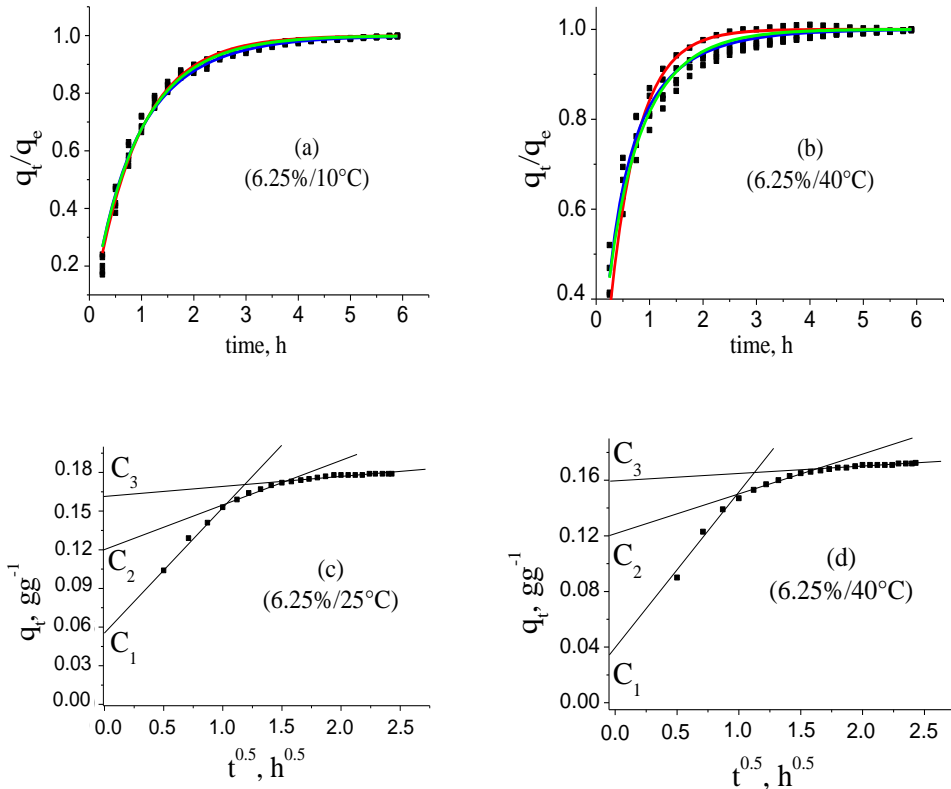 1.0
0.8
0.6
0.4
0.2
q_t/q_e
(a)
(6.25%/10°C)
0 1 2 3 4 5 6
time, h
1.0
0.9
0.8
0.7
0.6
0.5
0.4
q_t/q_e
(b)
(6.25%/40°C)
0 1 2 3 4 5 6
time, h
0.18
0.15
0.12
0.09
0.06
0.03
0.00
q_t, gg^-1
C_3
C_2
C_1
(c)
(6.25%/25°C)
0.0 0.5 1.0 1.5 2.0 2.5
t^0.5, h^0.5
0.16
0.12
0.08
0.04
0.00
q_t, gg^-1
C_3
C_2
C_1
(d)
(6.25%/40°C)
0.0 0.5 1.0 1.5 2.0 2.5
t^0.5, h^0.5